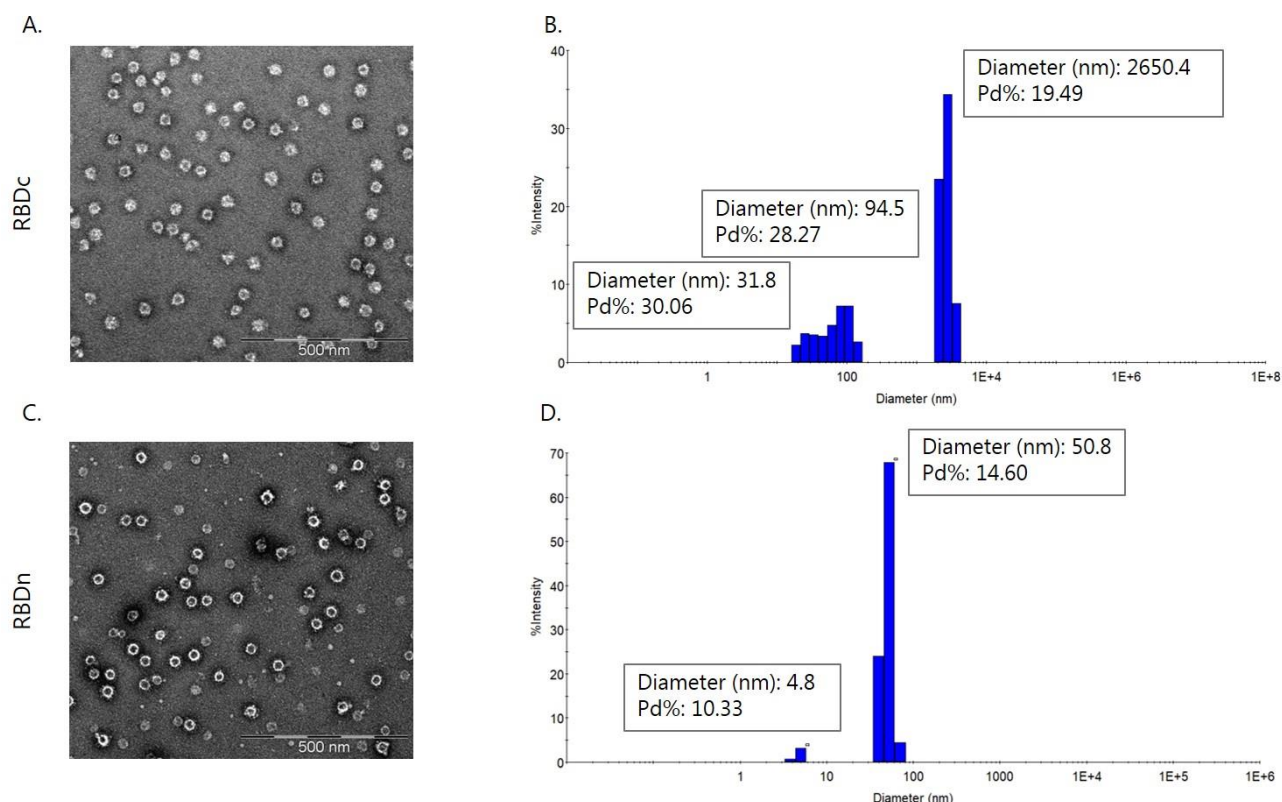 A.
B.
RBDc
500 nm
40
30
20
10
0
%Intensity
Diameter (nm): 2650.4
Pd%: 19.49
Diameter (nm): 94.5
Pd%: 28.27
Diameter (nm): 31.8
Pd%: 30.06
1 100 1E+4 1E+6 1E+8
Diameter (nm)
C.
D.
RBDn
500 nm
70
60
50
40
30
20
10
0
%Intensity
Diameter (nm): 50.8
Pd%: 14.60
Diameter (nm): 4.8
Pd%: 10.33
1 10 100 1000 1E+4 1E+5 1E+6
Diameter (nm)